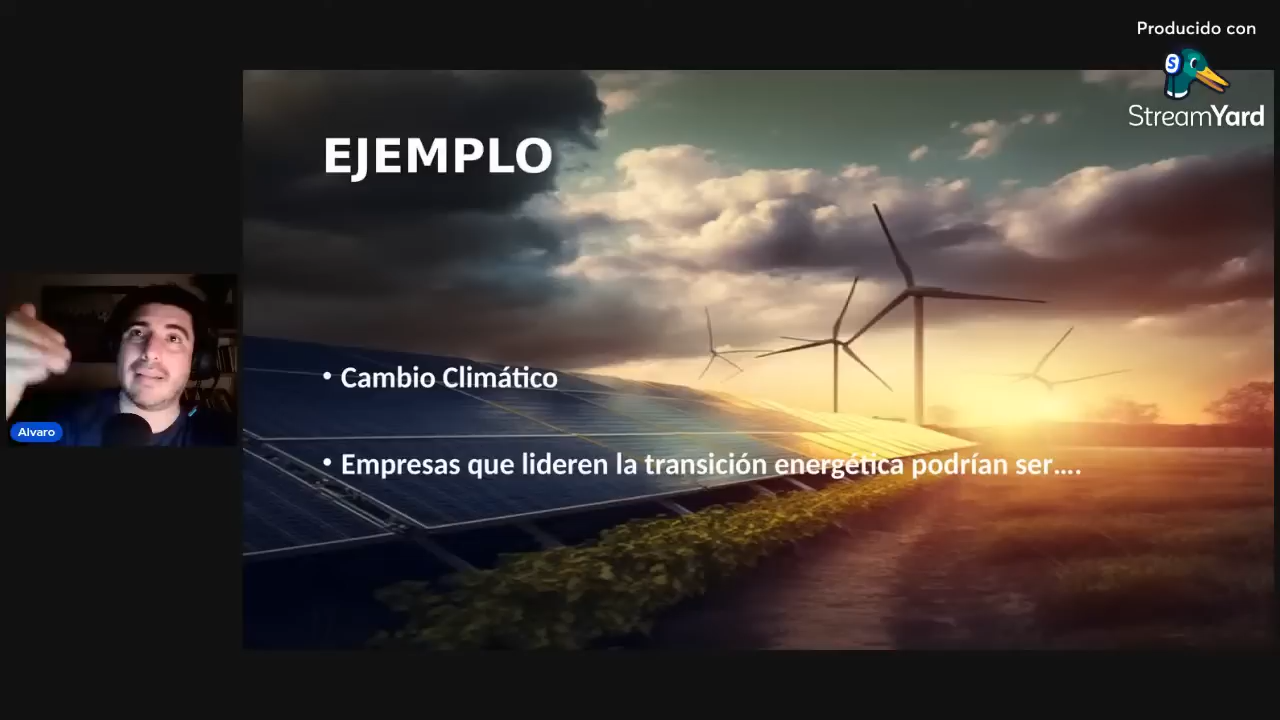 Producido con
StreamYard
EJEMPLO
• Cambio Climático
• Empresas que lideren la transición energética podrían ser....
Alvaro